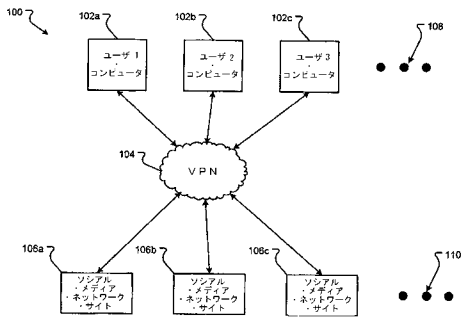 100
102a
102b
102c
108
ユーザ 1
・
コンピュータ
ユーザ 2
・
コンピュータ
ユーザ 3
・
コンピュータ
104
VPN
106a
106b
106c
110
ソシアル
・メディア
・ネットワーク
・サイト
ソシアル
・メディア
・ネットワーク
・サイト
ソシアル
・メディア
・ネットワーク
・サイト